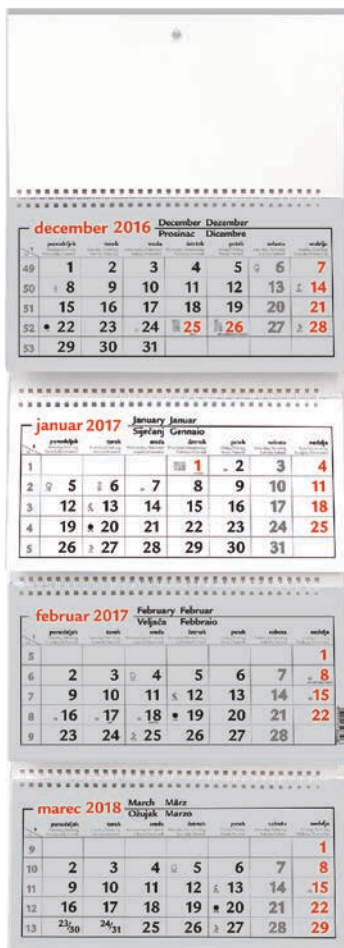 december 2016 December Dezember
Prosinac Dicembre
ponedeljek torek sreda četrtek petek sobota nedelja
49 1 2 3 4 5 6 7
50 8 9 10 11 12 13 14
51 15 16 17 18 19 20 21
52 22 23 24 25 26 27 28
53 29 30 31
januar 2017 January Januar
Siječanj Gennaio
ponedeljek torek sreda četrtek petek sobota nedelja
1 1 2 3 4
2 5 6 7 8 9 10 11
3 12 13 14 15 16 17 18
4 19 20 21 22 23 24 25
5 26 27 28 29 30 31
februar 2017 February Februar
Veljača Febbraio
ponedeljek torek sreda četrtek petek sobota nedelja
5 1
6 2 3 4 5 6 7 8
7 9 10 11 12 13 14 15
8 16 17 18 19 20 21 22
9 23 24 25 26 27 28
marec 2018 March März
Ožujak Marzo
ponedeljek torek sreda četrtek petek sobota nedelja
9 1
10 2 3 4 5 6 7 8
11 9 10 11 12 13 14 15
12 16 17 18 19 20 21 22
13 23/30 24/31 25 26 27 28 29